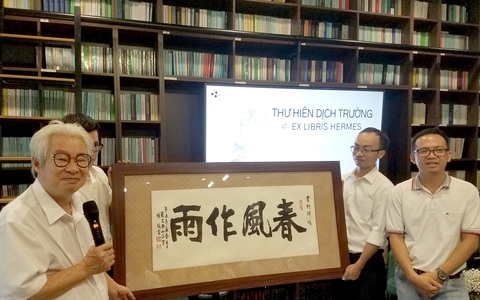 THƯ HIÊN DỊCH TRƯỜNG
EX LIBRIS HERMES
春風作雨